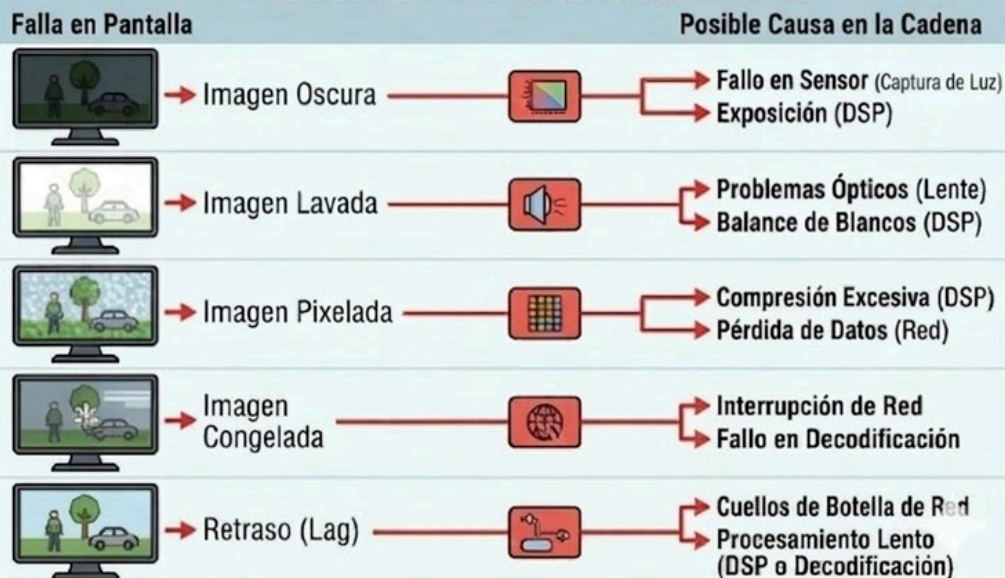 Falla en Pantalla
Posible Causa en la Cadena
Imagen Oscura
Fallo en Sensor (Captura de Luz)
Exposición (DSP)
Imagen Lavada
Problemas Ópticos (Lente)
Balance de Blancos (DSP)
Imagen Pixelada
Compresión Excesiva (DSP)
Pérdida de Datos (Red)
Imagen
Congelada
Interrupción de Red
Fallo en Decodificación
Retraso (Lag)
Cuellos de Botella de Red
Procesamiento Lento
(DSP o Decodificación)